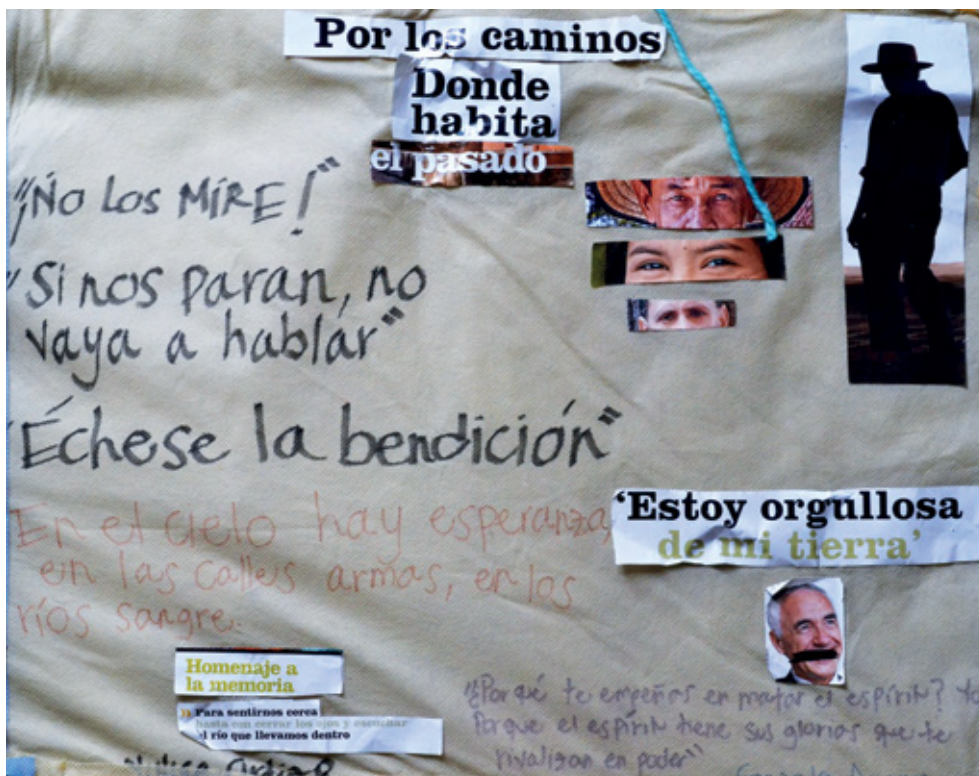 Por los caminos
Donde
habita
el pasado
"¡No los MIRE!"
"Si nos paran, no
vaya a hablar"
"Échese la bendición"
En el cielo hay esperanza,
en las calles armas, en los
ríos sangre.
'Estoy orgullosa
de mi tierra'
Homenaje a
la memoria
Para sentirnos cerca
basta con cerrar los ojos y escuchar
el río que llevamos dentro
"¿Por qué te empeñas en matar el espíritu?
Porque el espíritu tiene sus glorias que te
rivalizan en poder"